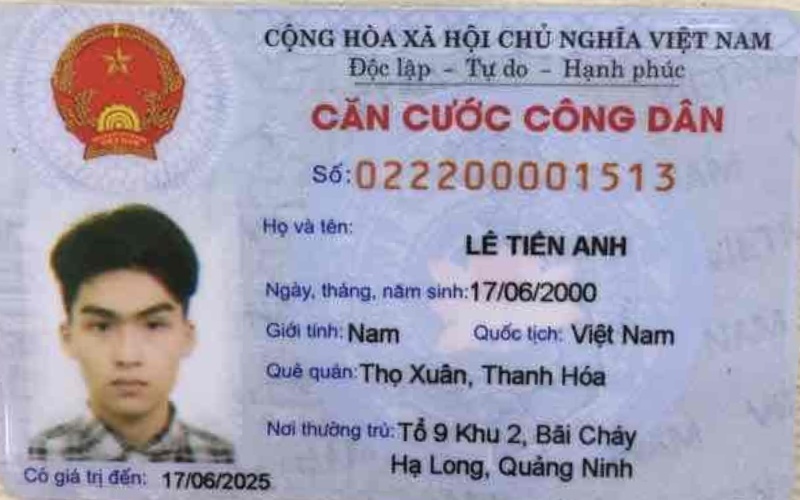 CỘNG HÒA XÃ HỘI CHỦ NGHĨA VIỆT NAM
Độc lập - Tự do - Hạnh phúc
CĂN CƯỚC CÔNG DÂN
Số: 022200001513
Họ và tên:
LÊ TIẾN ANH
Ngày, tháng, năm sinh: 17/06/2000
Giới tính: Nam Quốc tịch: Việt Nam
Quê quán: Thọ Xuân, Thanh Hóa
Nơi thường trú: Tổ 9 Khu 2, Bãi Cháy
Hạ Long, Quảng Ninh
Có giá trị đến: 17/06/2025